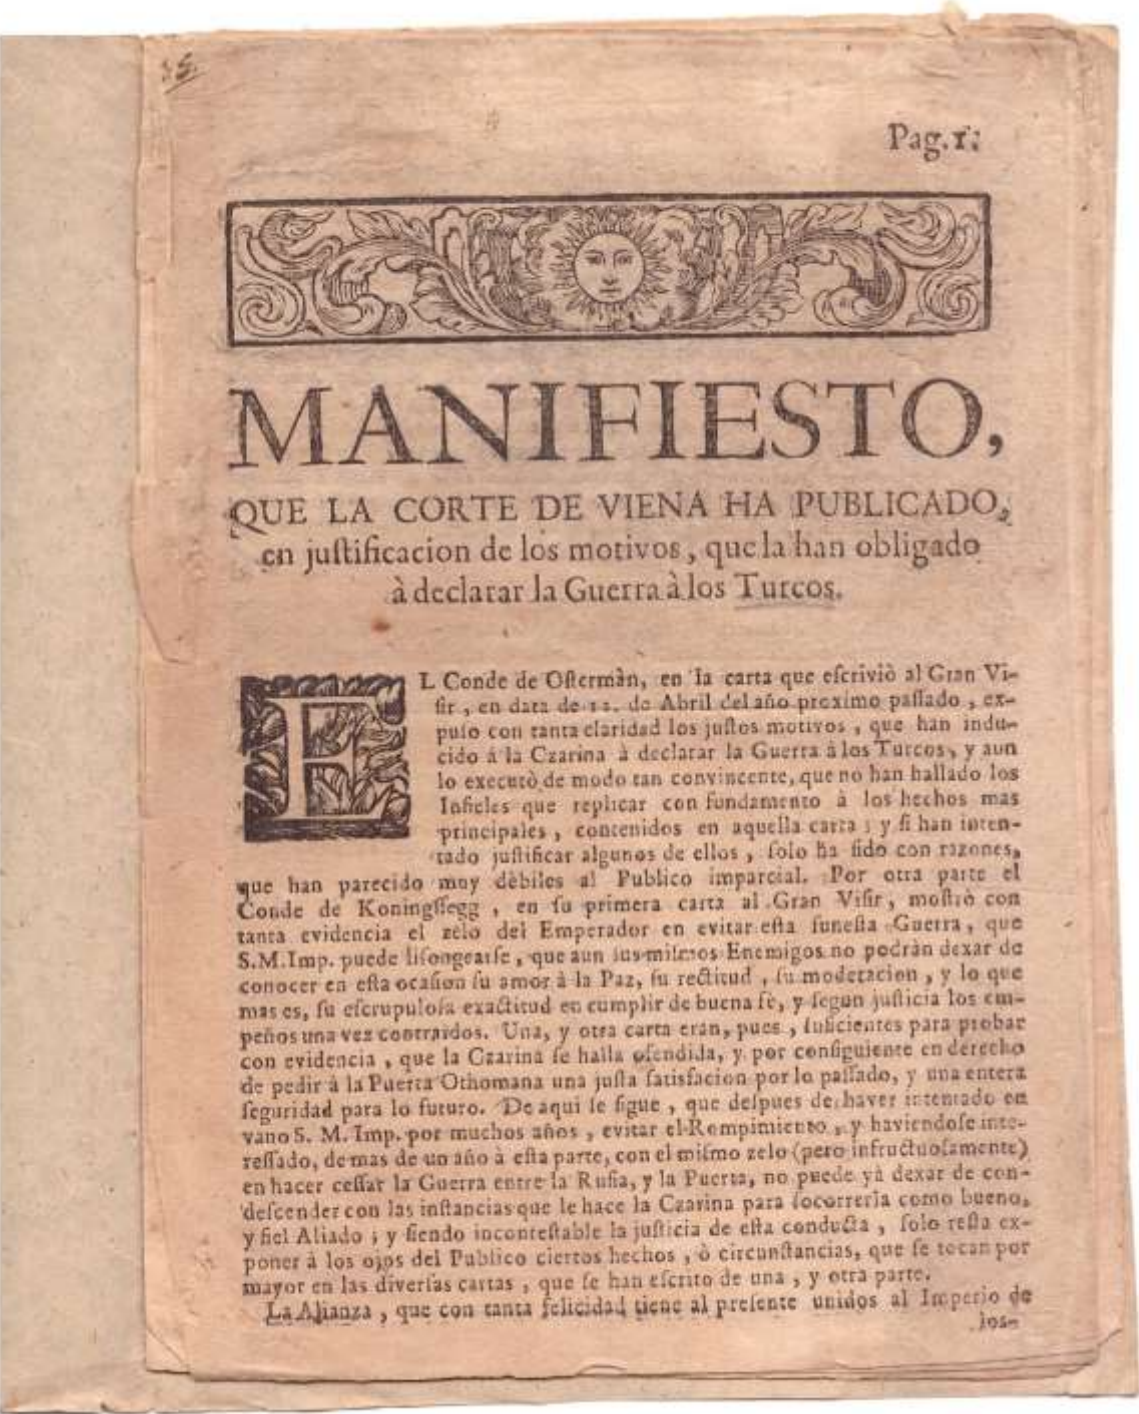 Pag.1.
MANIFIESTO,
QUE LA CORTE DE VIENA HA PUBLICADO,
en juſtificacion de los motivos, que la han obligado
à declarar la Guerra à los Turcos.
EL Conde de Oſtermàn, en la carta que eſcriviò al Gran Vi-
ſir, en data de 12. de Abril del año proximo paſſado, ex-
puſo con tanta claridad los juſtos motivos, que han indu-
cido à la Czarina à declarar la Guerra à los Turcos, y aun
lo executò de modo tan convincente, que no han hallado los
Infieles que replicar con fundamento à los hechos mas
principales, contenidos en aquella carta; y ſi han inten-
tado juſtificar algunos de ellos, ſolo ha ſido con razones,
que han parecido muy dèbiles al Publico imparcial. Por otra parte el
Conde de Koningſſegg, en ſu primera carta al Gran Viſir, moſtrò con
tanta evidencia el zelo del Emperador en evitar eſta funeſta Guerra, que
S.M.Imp. puede liſongearſe, que aun ſus miſmos Enemigos no podràn dexar de
conocer en eſta ocaſion ſu amor à la Paz, ſu rectitud, ſu moderacion, y lo que
mas es, ſu eſcrupuloſa exactitud en cumplir de buena fè, y ſegun juſticia los em-
peños una vez contraidos. Una, y otra carta eran, pues, ſuficientes para probar
con evidencia, que la Czarina ſe halla ofendida, y por conſiguiente en derecho
de pedir à la Puerta Othomana una juſta ſatisfacion por lo paſſado, y una entera
ſeguridad para lo futuro. De aqui ſe ſigue, que deſpues de haver intentado en
vano S. M. Imp. por muchos años, evitar el Rompimiento, y haviendoſe inte-
reſſado, de mas de un año à eſta parte, con el miſmo zelo (pero infructuoſamente)
en hacer ceſſar la Guerra entre la Ruſia, y la Puerta, no puede yà dexar de con-
deſcender con las inſtancias que le hace la Czarina para ſocorrerla como bueno,
y fiel Aliado; y ſiendo inconteſtable la juſticia de eſta conducta, ſolo reſta ex-
poner à los ojos del Publico ciertos hechos, ò circunſtancias, que ſe tocan por
mayor en las diverſas cartas, que ſe han eſcrito de una, y otra parte.
La Alianza, que con tanta felicidad tiene al preſente unidos al Imperio de
los-